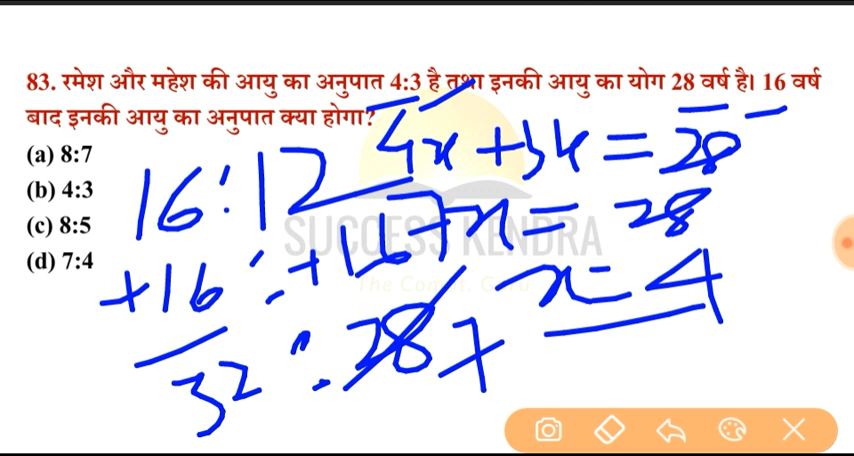 83. रमेश और महेश की आयु का अनुपात 4:3 है तथा इनकी आयु का योग 28 वर्ष है। 16 वर्ष
बाद इनकी आयु का अनुपात क्या होगा?
(a) 8:7
(b) 4:3
(c) 8:5
(d) 7:4
4x + 3x = 28
16 : 12
7x = 28
SUCCESS KENDRA
+16 : +16
x = 4
32 : 28 7